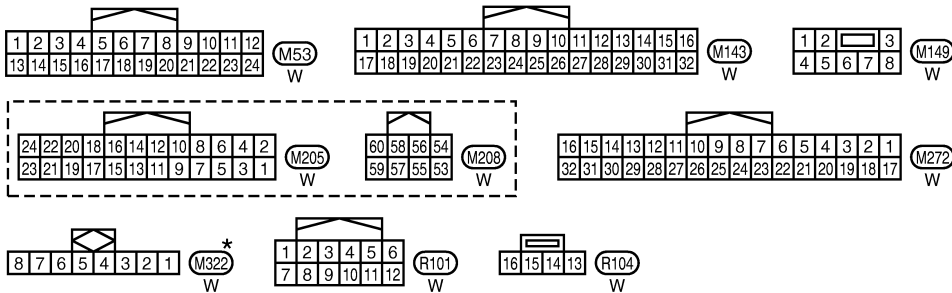 1 2 3 4 5 6 7 8 9 10 11 12
13 14 15 16 17 18 19 20 21 22 23 24
M53
W
1 2 3 4 5 6 7 8 9 10 11 12 13 14 15 16
17 18 19 20 21 22 23 24 25 26 27 28 29 30 31 32
M143
W
1 2 3
4 5 6 7 8
M149
W
24 22 20 18 16 14 12 10 8 6 4 2
23 21 19 17 15 13 11 9 7 5 3 1
M205
W
60 58 56 54
59 57 55 53
M208
W
16 15 14 13 12 11 10 9 8 7 6 5 4 3 2 1
32 31 30 29 28 27 26 25 24 23 22 21 20 19 18 17
M272
W
8 7 6 5 4 3 2 1
M322 *
W
1 2 3 4 5 6
7 8 9 10 11 12
R101
W
16 15 14 13
R104
W